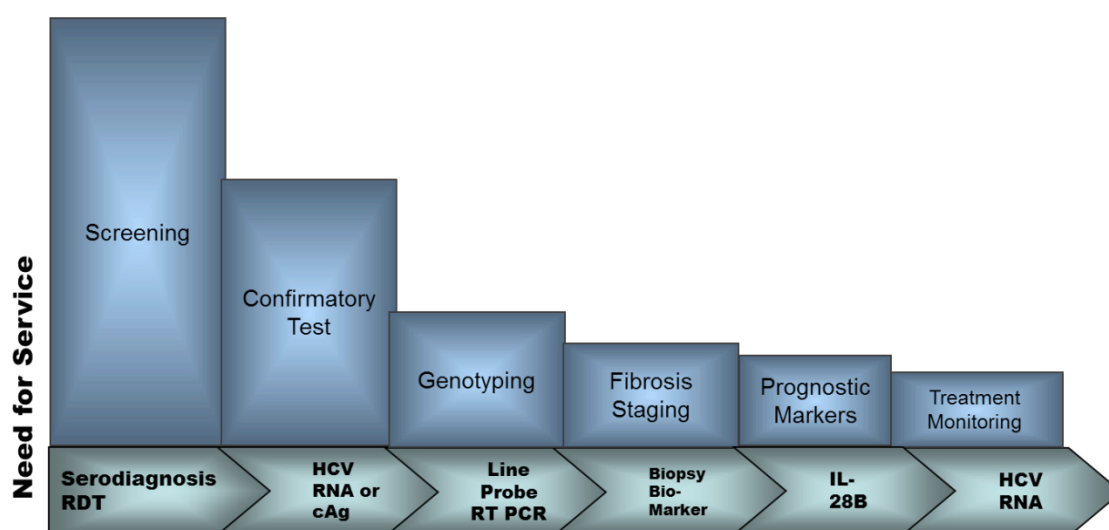 Need for Service
Screening
Confirmatory
Test
Genotyping
Fibrosis
Staging
Prognostic
Markers
Treatment
Monitoring
Serodiagnosis
RDT
HCV
RNA or
cAg
Line
Probe
RT PCR
Biopsy
Bio-
Marker
IL-
28B
HCV
RNA